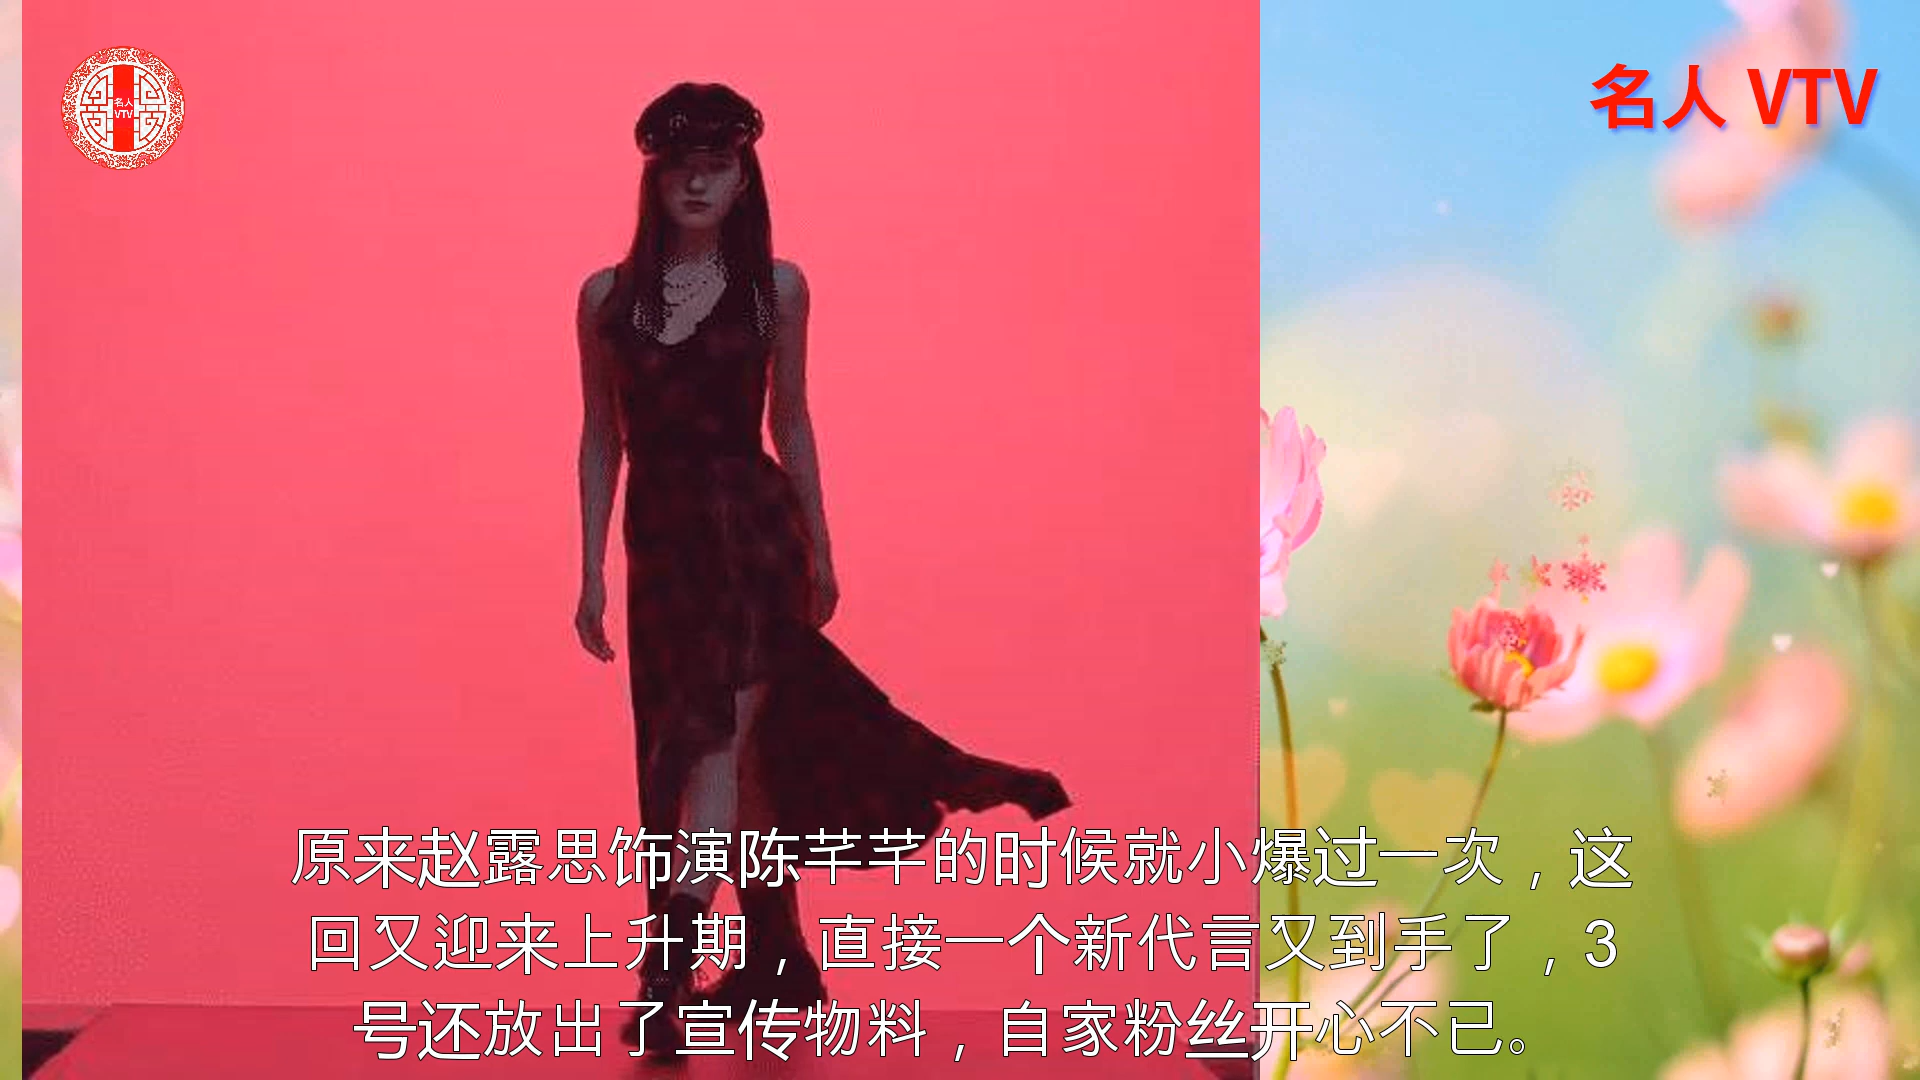 名人
VTV
名人 VTV
原来赵露思饰演陈芊芊的时候就小爆过一次，这
回又迎来上升期，直接一个新代言又到手了，3
号还放出了宣传物料，自家粉丝开心不已。